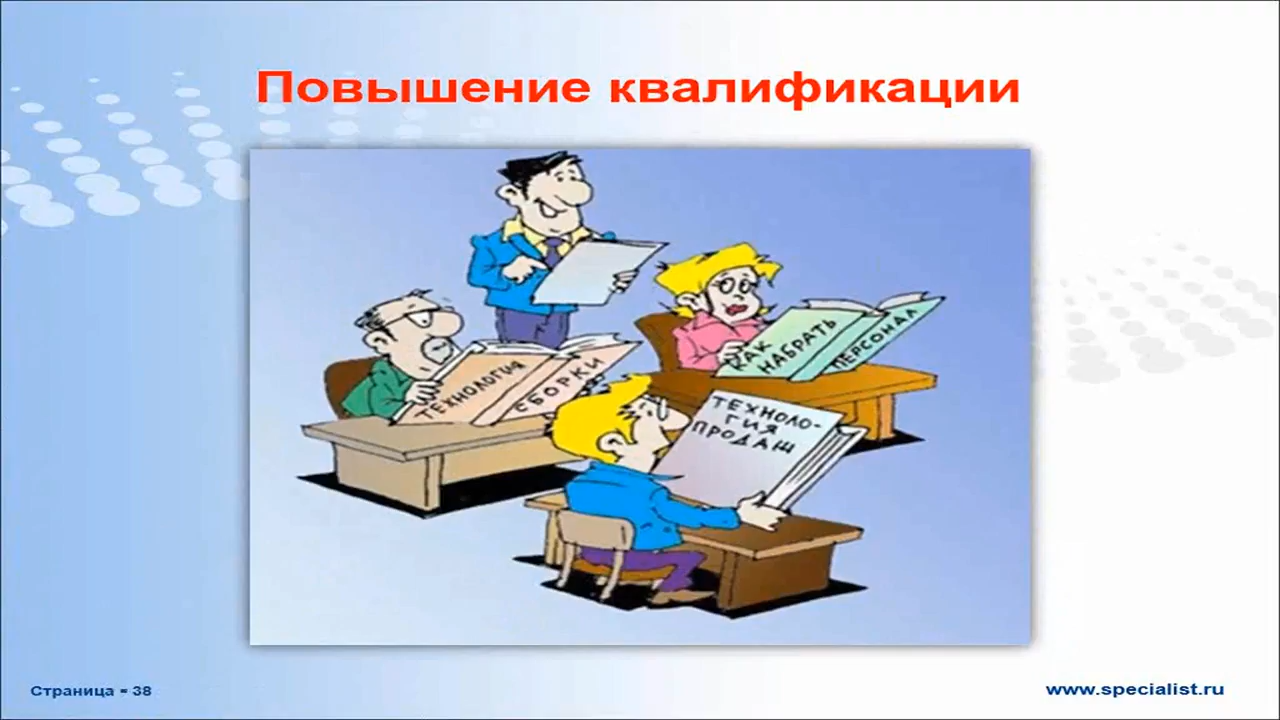 Повышение квалификации
ТЕХНОЛОГИЯ
СБОРКИ
КАК
НАБРАТЬ
ПЕРСОНАЛ
ТЕХНОЛО-
ГИЯ
ПРОДАЖ
Страница - 38
www.specialist.ru